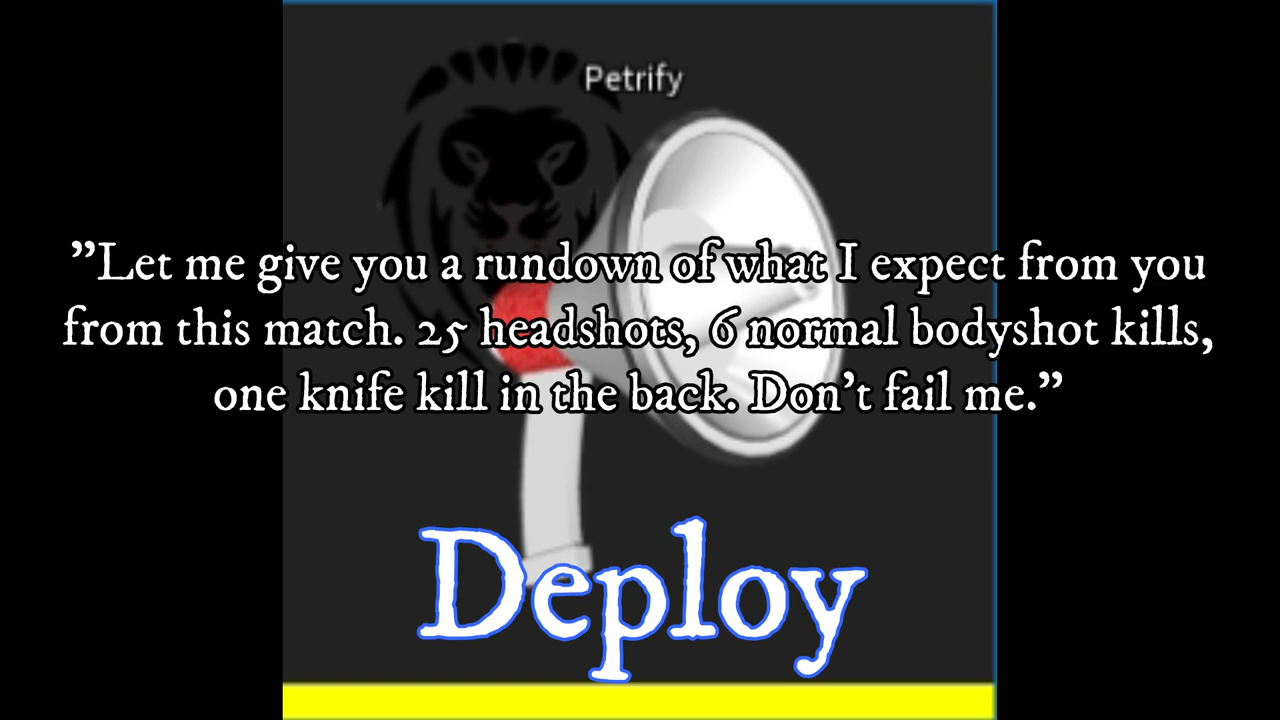 Petrify
”Let me give you a rundown of what I expect from you
from this match. 25 headshots, 6 normal bodyshot kills,
one knife kill in the back. Don’t fail me.”
Deploy